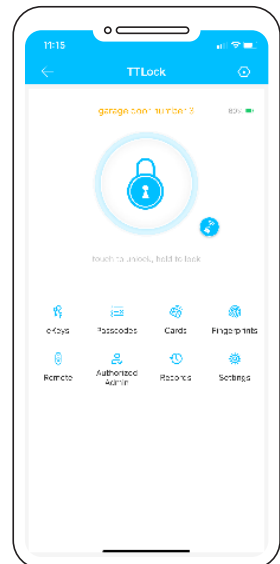 11:15
TTLock
garage door number 3
60%
touch to unlock, hold to lock
eKeys Passcodes Cards Fingerprints
Remote Authorized Admin Records Settings